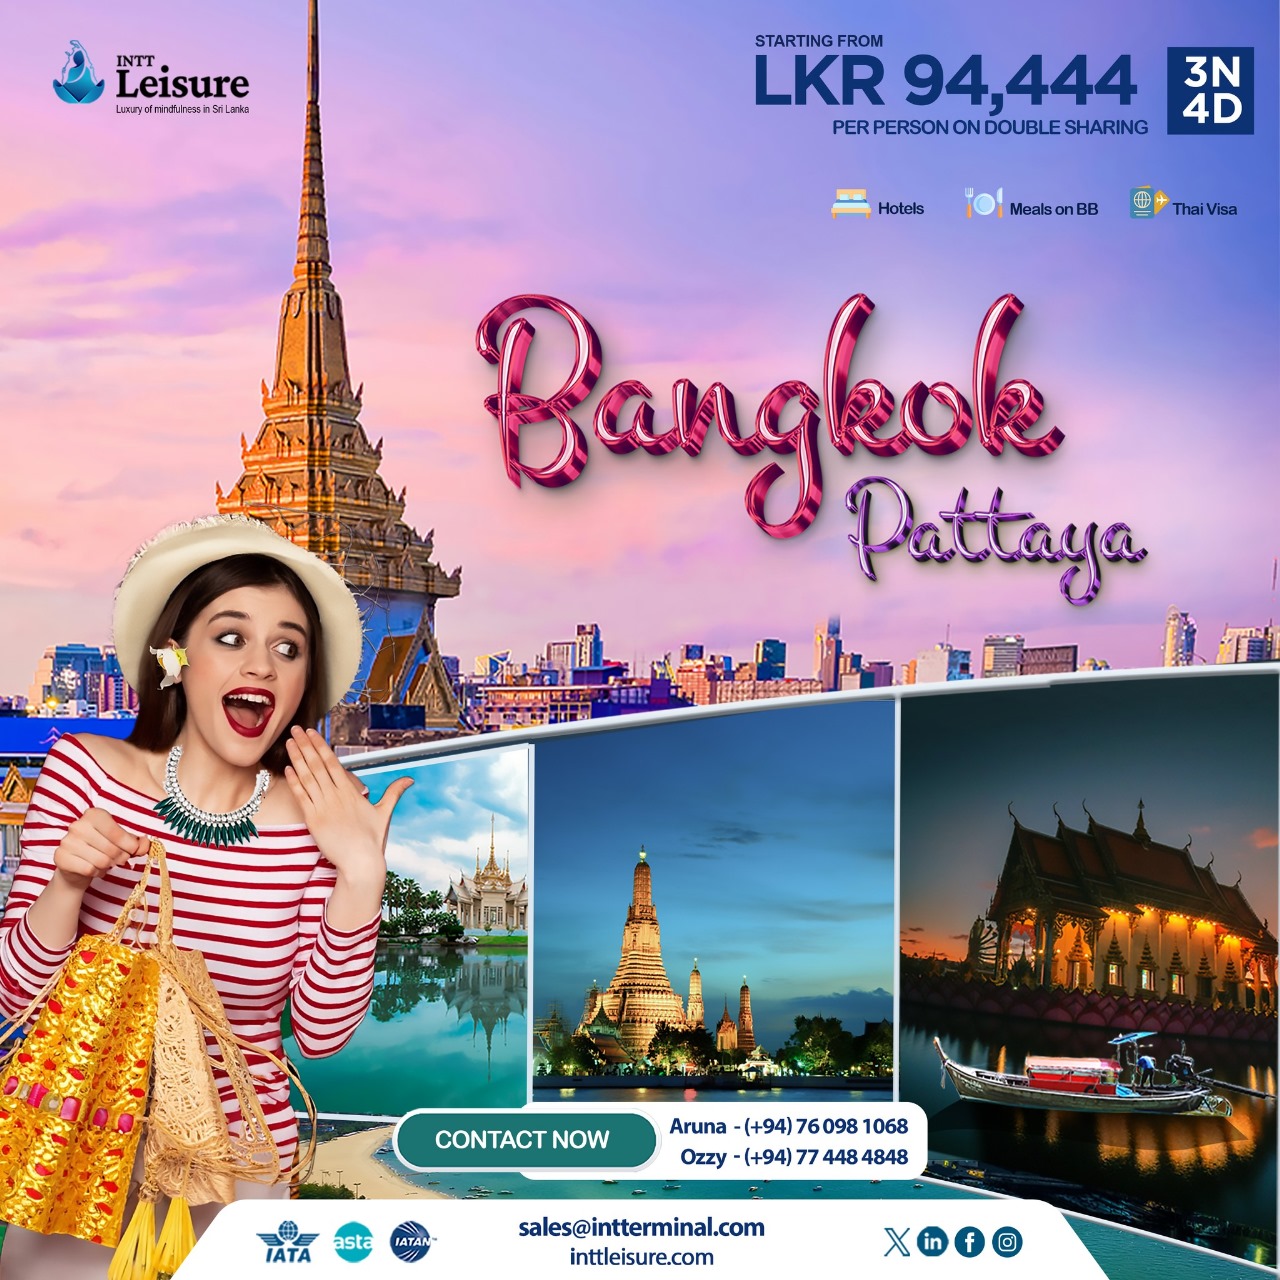 INTT
Leisure
Luxury of mindfulness in Sri Lanka
STARTING FROM
LKR 94,444
PER PERSON ON DOUBLE SHARING
3N
4D
Hotels
Meals on BB
Thai Visa
Bangkok
Pattaya
CONTACT NOW
Aruna - (+94) 76 098 1068
Ozzy - (+94) 77 448 4848
IATA
asta
IATAN
sales@intterminal.com
inttleisure.com
X
in
f